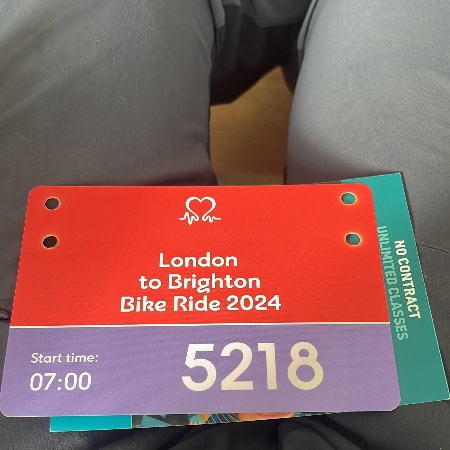 London
to Brighton
Bike Ride 2024
Start time:
07:00
5218
NO CONTRACT
UNLIMITED CLASSES